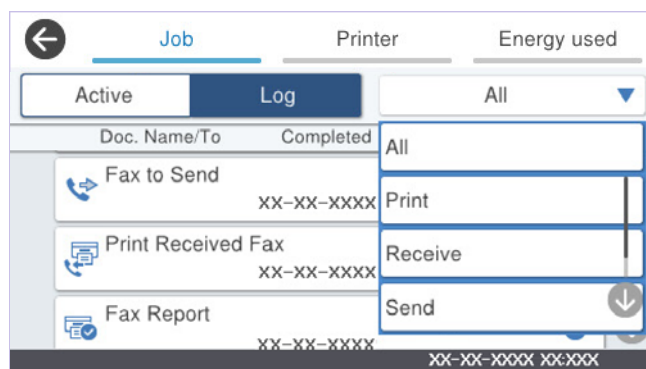 Job Printer Energy used
Active Log All
Doc. Name/To Completed
All
Fax to Send
XX-XX-XXXX
Print
Print Received Fax
XX-XX-XXXX
Receive
Fax Report
XX-XX-XXXX
Send
XX-XX-XXXX XX:XXX